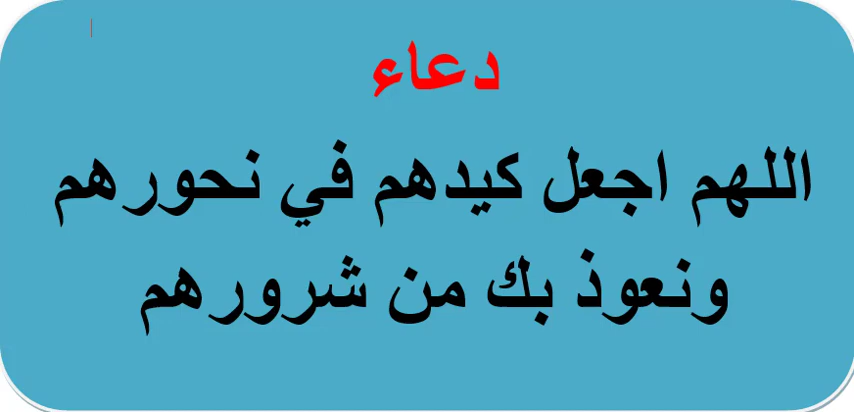 دعاء
اللهم اجعل كيدهم في نحورهم
ونعوذ بك من شرورهم